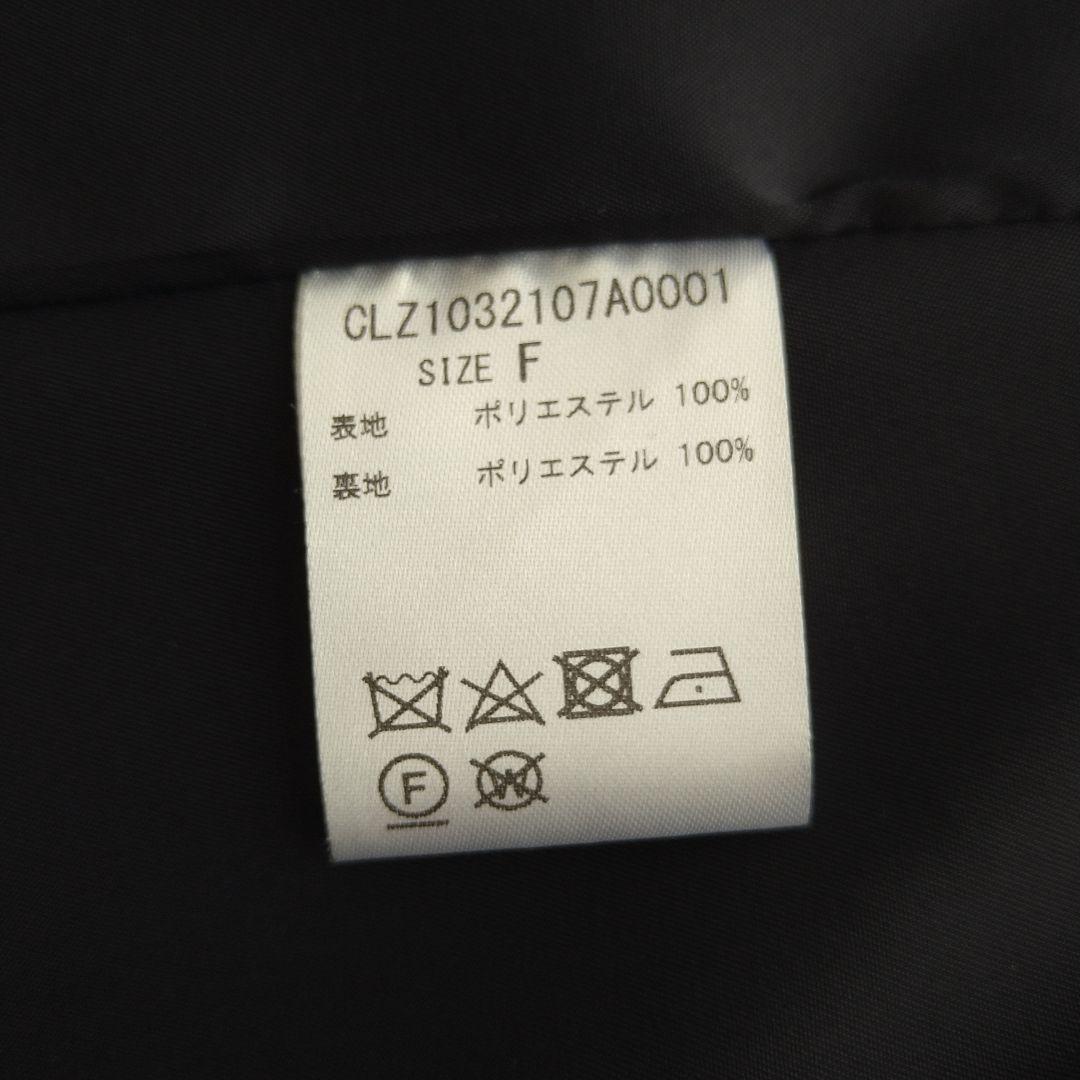 CLZ1032107A0001
SIZE F
表地 ポリエステル 100%
裏地 ポリエステル 100%
F W